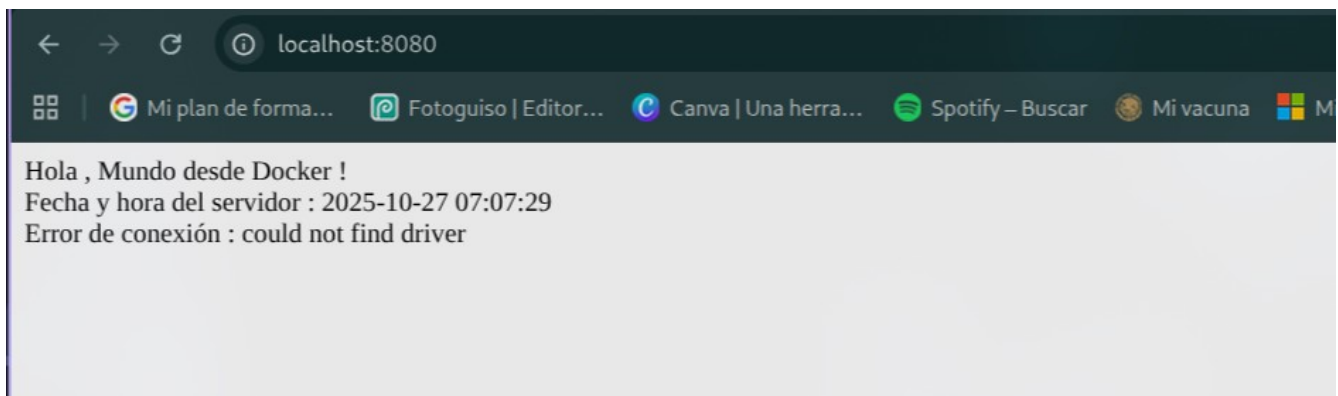 localhost:8080
Mi plan de forma... Fotoguiso | Editor... Canva | Una herra... Spotify – Buscar Mi vacuna Mi
Hola , Mundo desde Docker !
Fecha y hora del servidor : 2025-10-27 07:07:29
Error de conexión : could not find driver